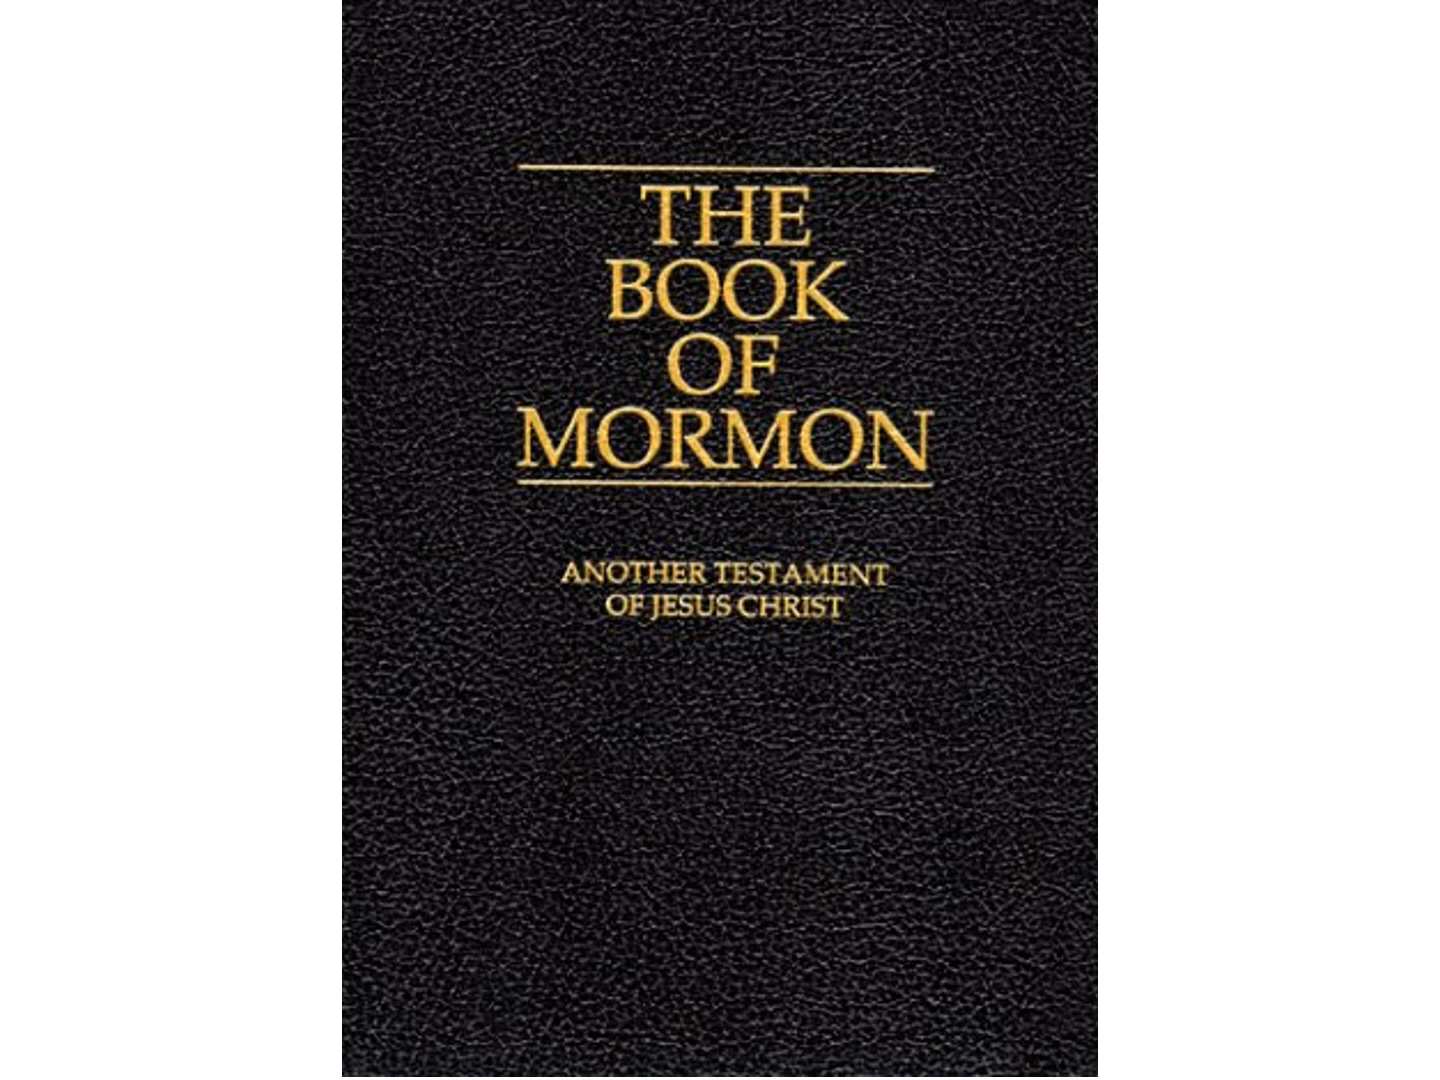 THE
BOOK
OF
MORMON
ANOTHER TESTAMENT
OF JESUS CHRIST